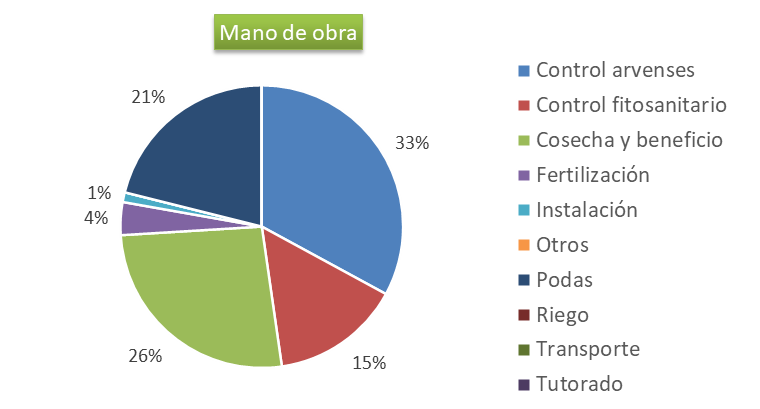 Mano de obra
21%
33%
1%
4%
26%
15%
Control arvenses
Control fitosanitario
Cosecha y beneficio
Fertilización
Instalación
Otros
Podas
Riego
Transporte
Tutorado